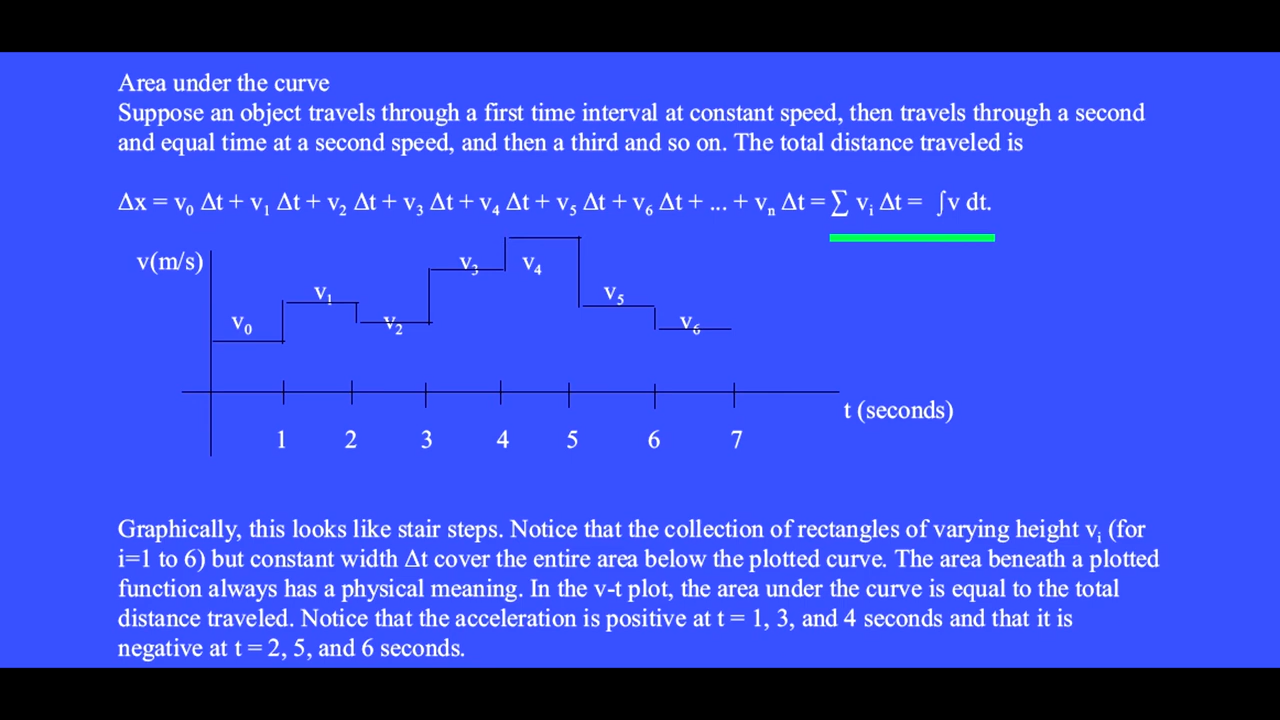 Area under the curve
Suppose an object travels through a first time interval at constant speed, then travels through a second
and equal time at a second speed, and then a third and so on. The total distance traveled is
Δx = v₀ Δt + v₁ Δt + v₂ Δt + v₃ Δt + v₄ Δt + v₅ Δt + v₆ Δt + ... + vₙ Δt = ∑ vᵢ Δt = ∫v dt.
v(m/s)
v₀
v₁
v₂
v₃
v₄
v₅
v₆
t (seconds)
1 2 3 4 5 6 7
Graphically, this looks like stair steps. Notice that the collection of rectangles of varying height vᵢ (for
i=1 to 6) but constant width Δt cover the entire area below the plotted curve. The area beneath a plotted
function always has a physical meaning. In the v-t plot, the area under the curve is equal to the total
distance traveled. Notice that the acceleration is positive at t = 1, 3, and 4 seconds and that it is
negative at t = 2, 5, and 6 seconds.